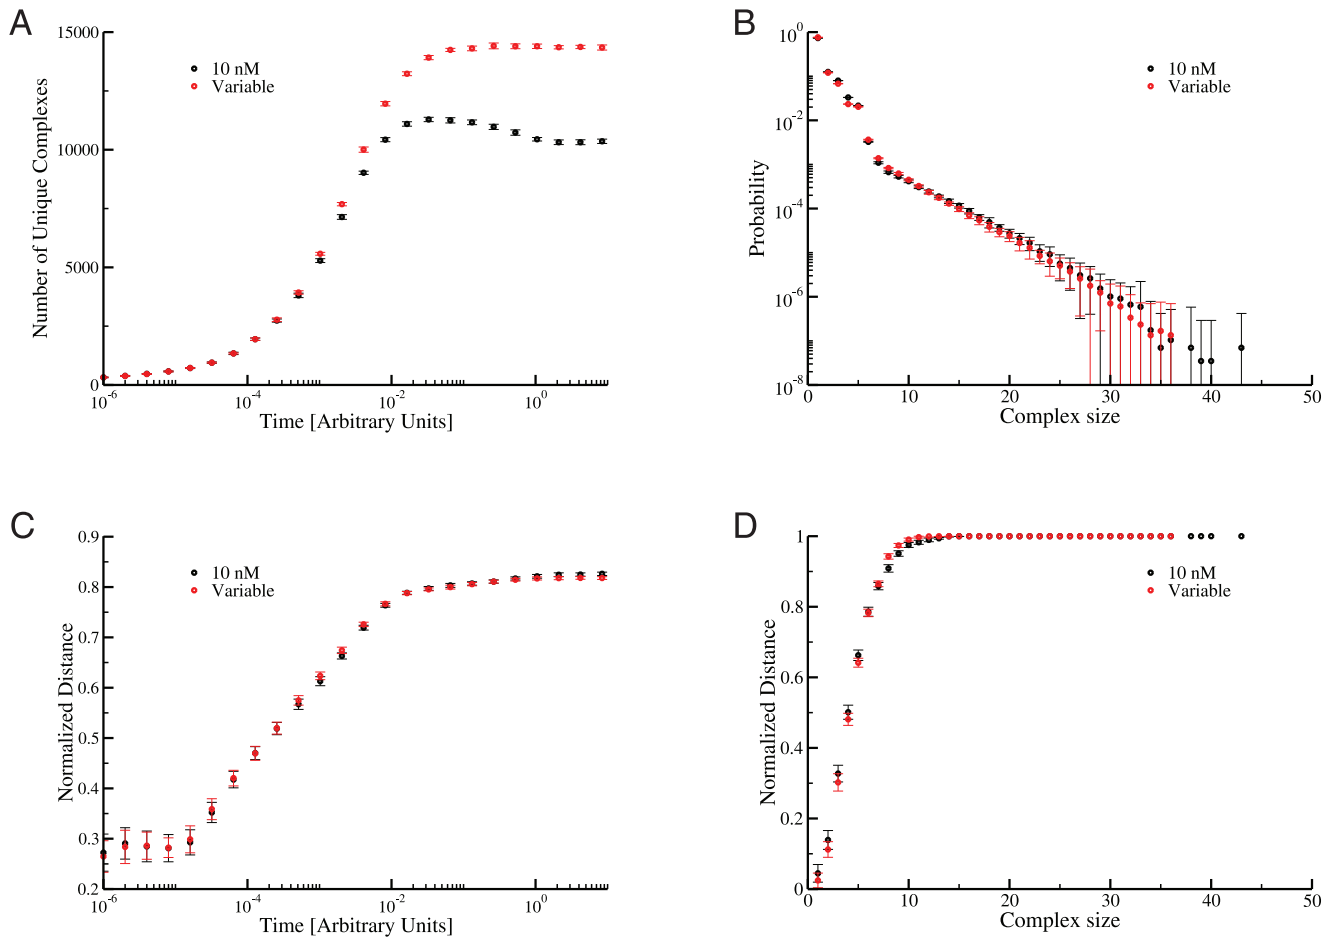 A
Number of Unique Complexes
15000
10000
5000
0
10 nM
Variable
10^-6
10^-4
10^-2
10^0
Time [Arbitrary Units]
B
Probability
10^0
10^-2
10^-4
10^-6
10^-8
10 nM
Variable
0
10
20
30
40
50
Complex size
C
Normalized Distance
0.9
0.8
0.7
0.6
0.5
0.4
0.3
0.2
10 nM
Variable
10^-6
10^-4
10^-2
10^0
Time [Arbitrary Units]
D
Normalized Distance
1
0.8
0.6
0.4
0.2
0
10 nM
Variable
0
10
20
30
40
50
Complex size